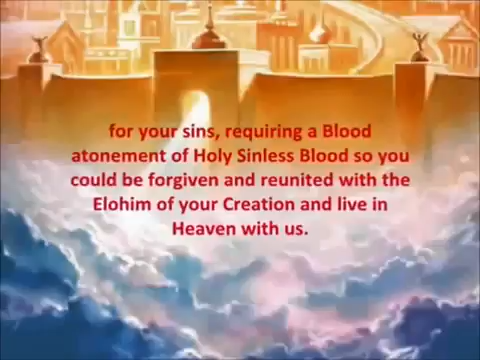 for your sins, requiring a Blood
atonement of Holy Sinless Blood so you
could be forgiven and reunited with the
Elohim of your Creation and live in
Heaven with us.